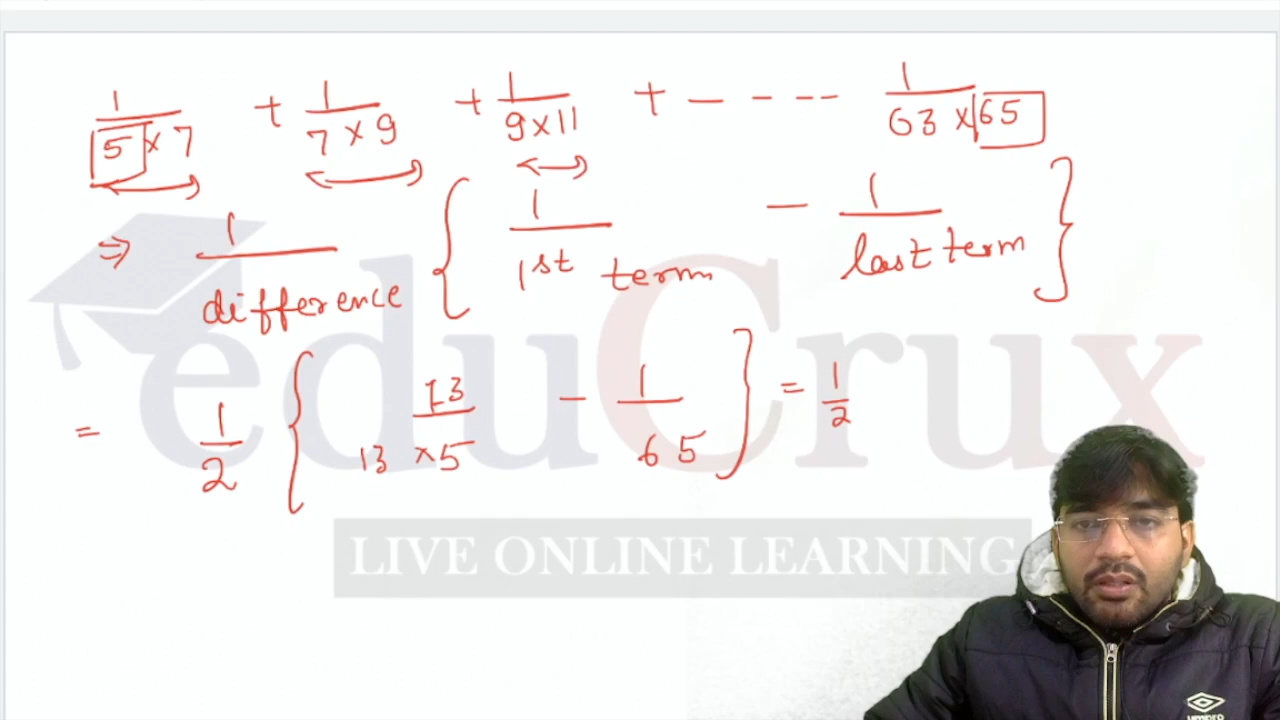 1/5×7 + 1/7×9 + 1/9×11 + - - - - 1/63×65
⇒ 1/difference { 1/1st term - 1/last term }
= 1/2 { 13/13×5 - 1/65 } = 1/2
eduCrux
LIVE ONLINE LEARNING
umbro